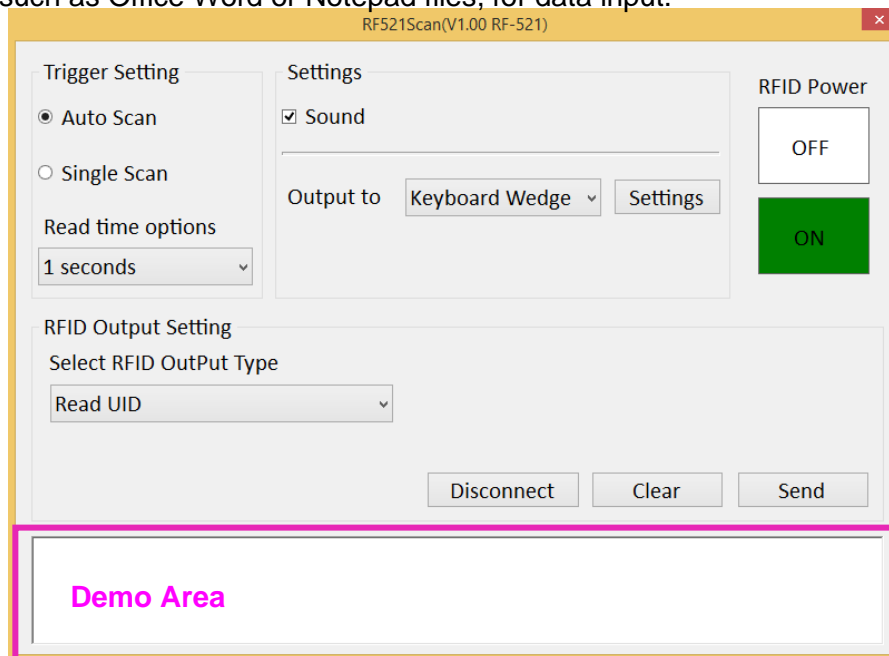 such as Office Word or Notepad files, for data input.
RF521Scan(V1.00 RF-521)
Trigger Setting
Auto Scan
Single Scan
Read time options
1 seconds
Settings
Sound
Output to Keyboard Wedge Settings
RFID Power
OFF
ON
RFID Output Setting
Select RFID OutPut Type
Read UID
Disconnect Clear Send
Demo Area